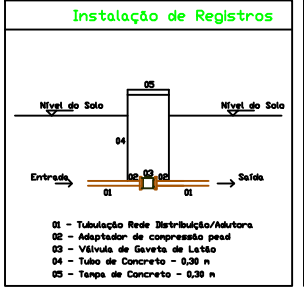 Instalação de Registros
05
Nível do Solo
Nível do Solo
04
Entrada
02
03
02
Saída
01
01
01 - Tubulação Rede Distribuição/Adutora
02 - Adaptador de compressão pead
03 - Válvula de Gaveta de Latão
04 - Tubo de Concreto - 0,30 m
05 - Tampa de Concreto - 0,30 m